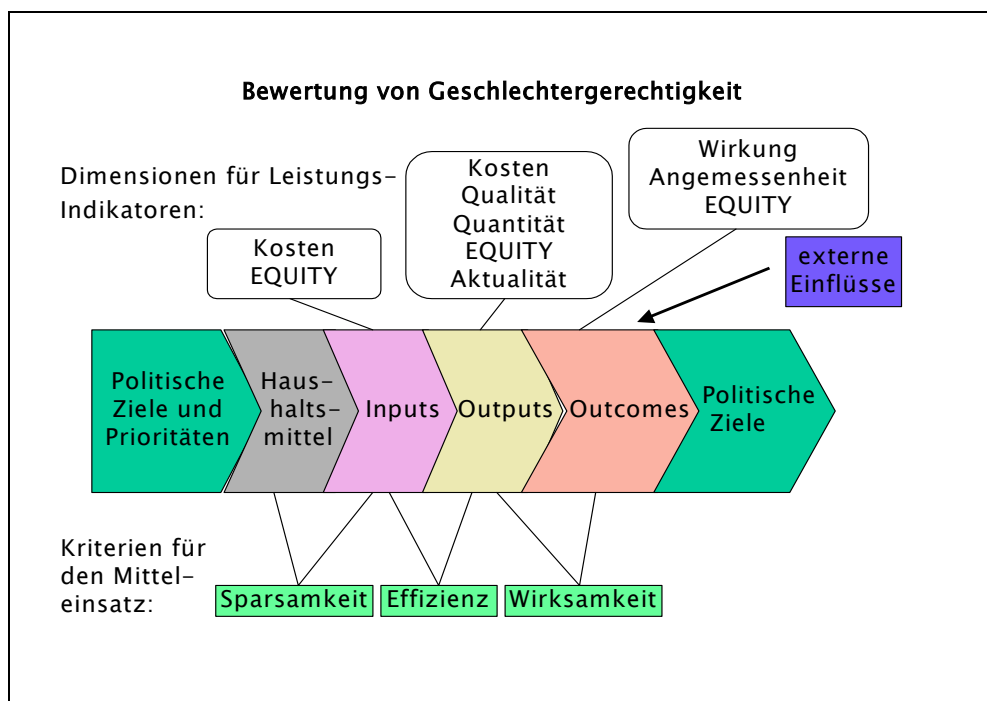 Bewertung von Geschlechtergerechtigkeit
Dimensionen für Leistungs-
Indikatoren:
Kosten
EQUITY
Kosten
Qualität
Quantität
EQUITY
Aktualität
Wirkung
Angemessenheit
EQUITY
externe
Einflüsse
Politische
Ziele und
Prioritäten
Haus-
halts-
mittel
Inputs
Outputs
Outcomes
Politische
Ziele
Kriterien für
den Mittel-
einsatz:
Sparsamkeit
Effizienz
Wirksamkeit